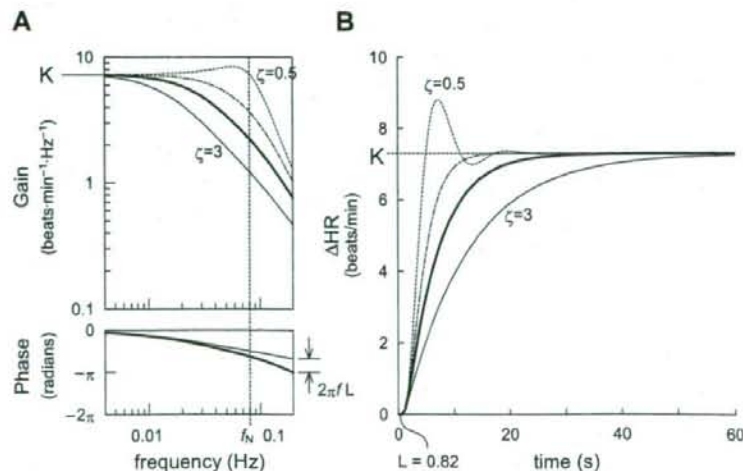 A
10
K
ζ=0.5
Gain
(beats·min⁻¹·Hz⁻¹)
1
ζ=3
0.1
0
Phase
(radians)
−π
2πf L
−2π
0.01
fN
0.1
frequency (Hz)
B
10
ζ=0.5
8
K
ΔHR
(beats/min)
6
ζ=3
4
2
0
0
20
40
60
L = 0.82
time (s)